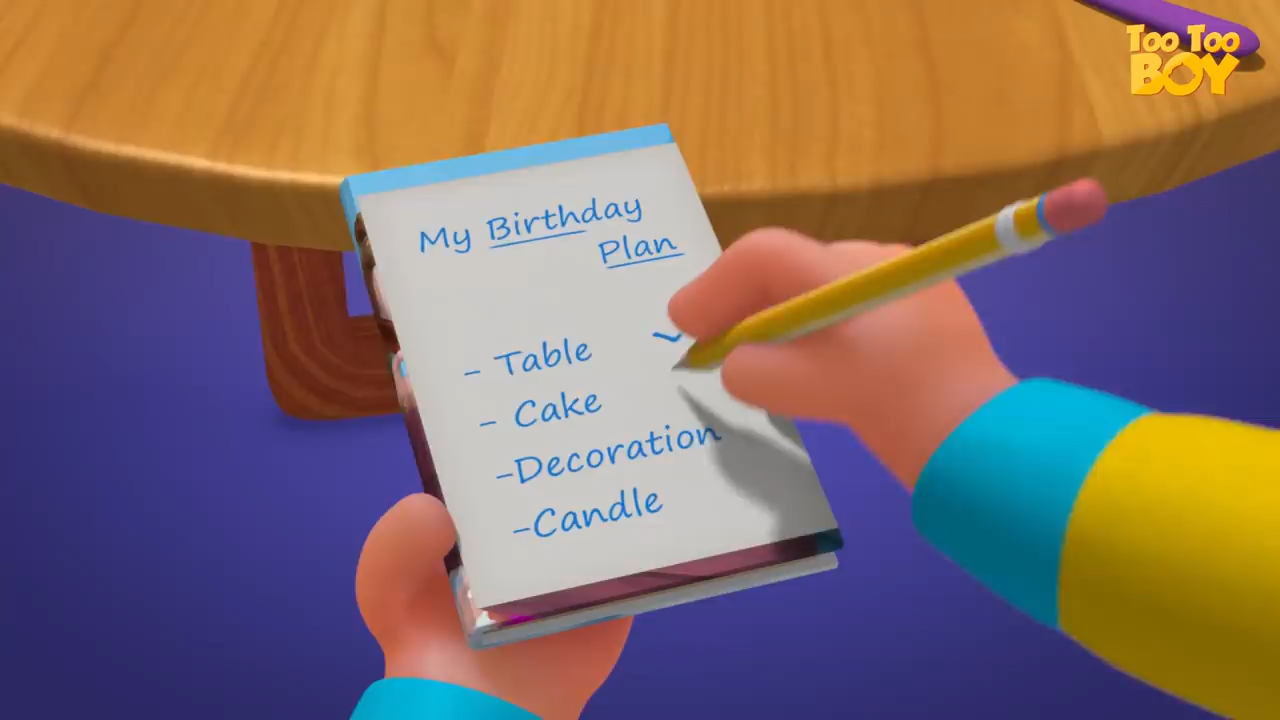 Too Too
BOY
My Birthday
Plan
- Table
- Cake
-Decoration
-Candle